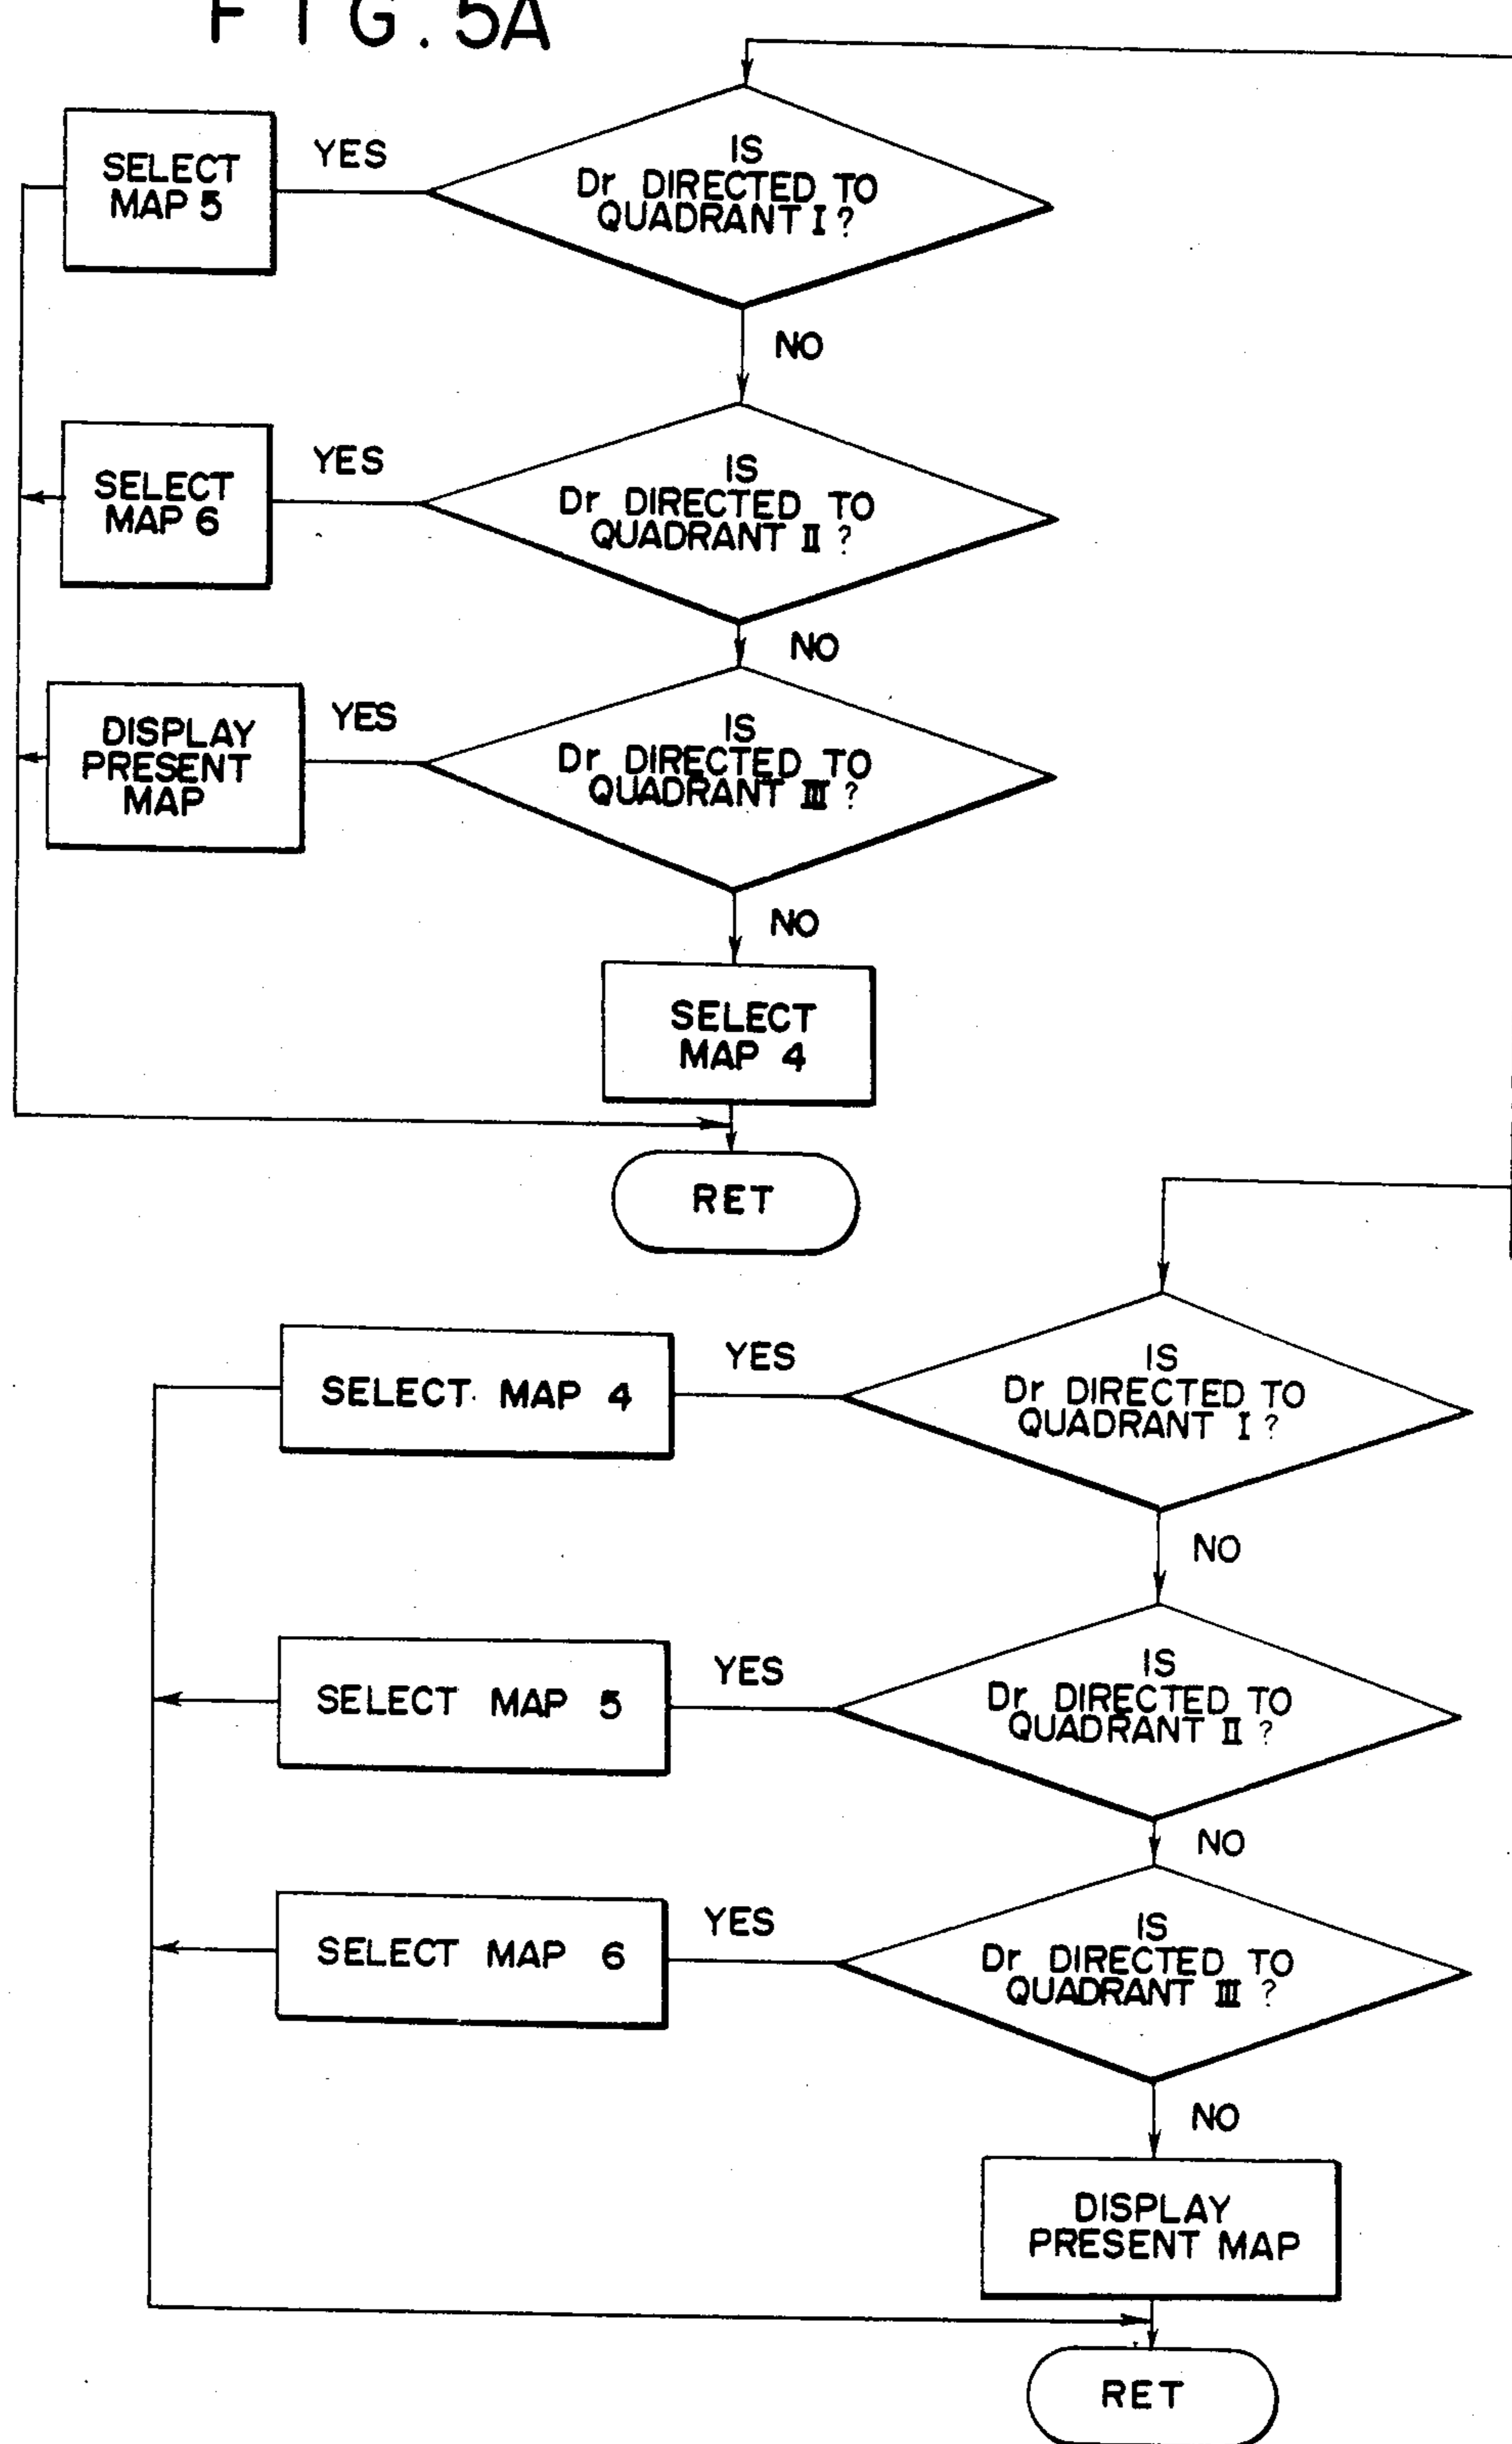 FIG. 5A
IS
Dr DIRECTED TO
QUADRANT I ?
YES
SELECT
MAP 5
NO
IS
Dr DIRECTED TO
QUADRANT II ?
YES
SELECT
MAP 6
NO
IS
Dr DIRECTED TO
QUADRANT III ?
YES
DISPLAY
PRESENT
MAP
NO
SELECT
MAP 4
RET
IS
Dr DIRECTED TO
QUADRANT I ?
YES
SELECT MAP 4
NO
IS
Dr DIRECTED TO
QUADRANT II ?
YES
SELECT MAP 5
NO
IS
Dr DIRECTED TO
QUADRANT III ?
YES
SELECT MAP 6
NO
DISPLAY
PRESENT MAP
RET